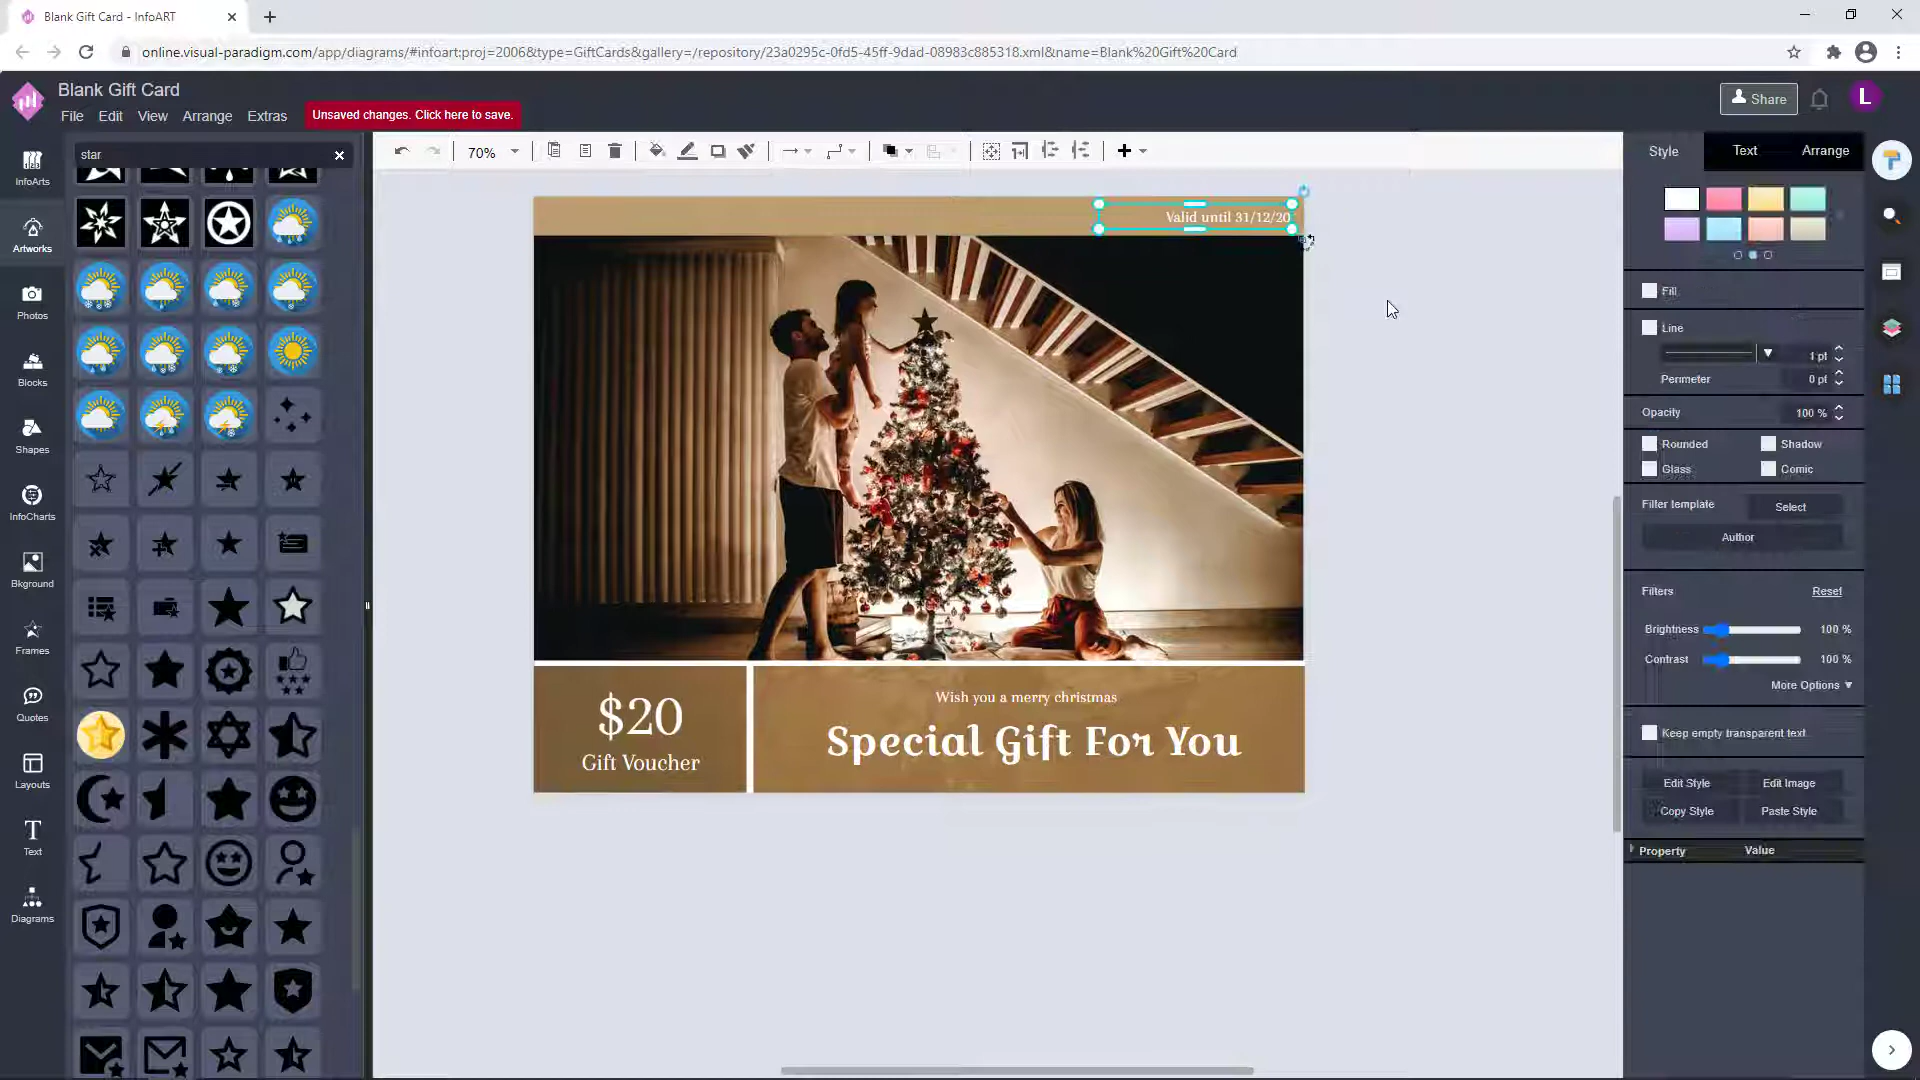 Blank Gift Card - InfoART
online.visual-paradigm.com/app/diagrams/#infoart:proj=2006&type=GiftCards&gallery=/repository/23a0295c-0fd5-45ff-9dad-08983c885318.xml&name=Blank%20Gift%20Card
Blank Gift Card
File Edit View Arrange Extras
Unsaved changes. Click here to save.
Share
L
star
70%
Style Text Arrange
InfoArts
Artworks
Photos
Blocks
Shapes
InfoCharts
Bkground
Frames
Quotes
Layouts
Text
Diagrams
Valid until 31/12/20
$20
Gift Voucher
Wish you a merry christmas
Special Gift For You
Fill
Line
1 pt
Perimeter 0 pt
Opacity 100 %
Rounded Shadow
Glass Comic
Filter template Select
Author
Filters Reset
Brightness 100 %
Contrast 100 %
More Options
Keep empty transparent text
Edit Style Edit Image
Copy Style Paste Style
Property Value